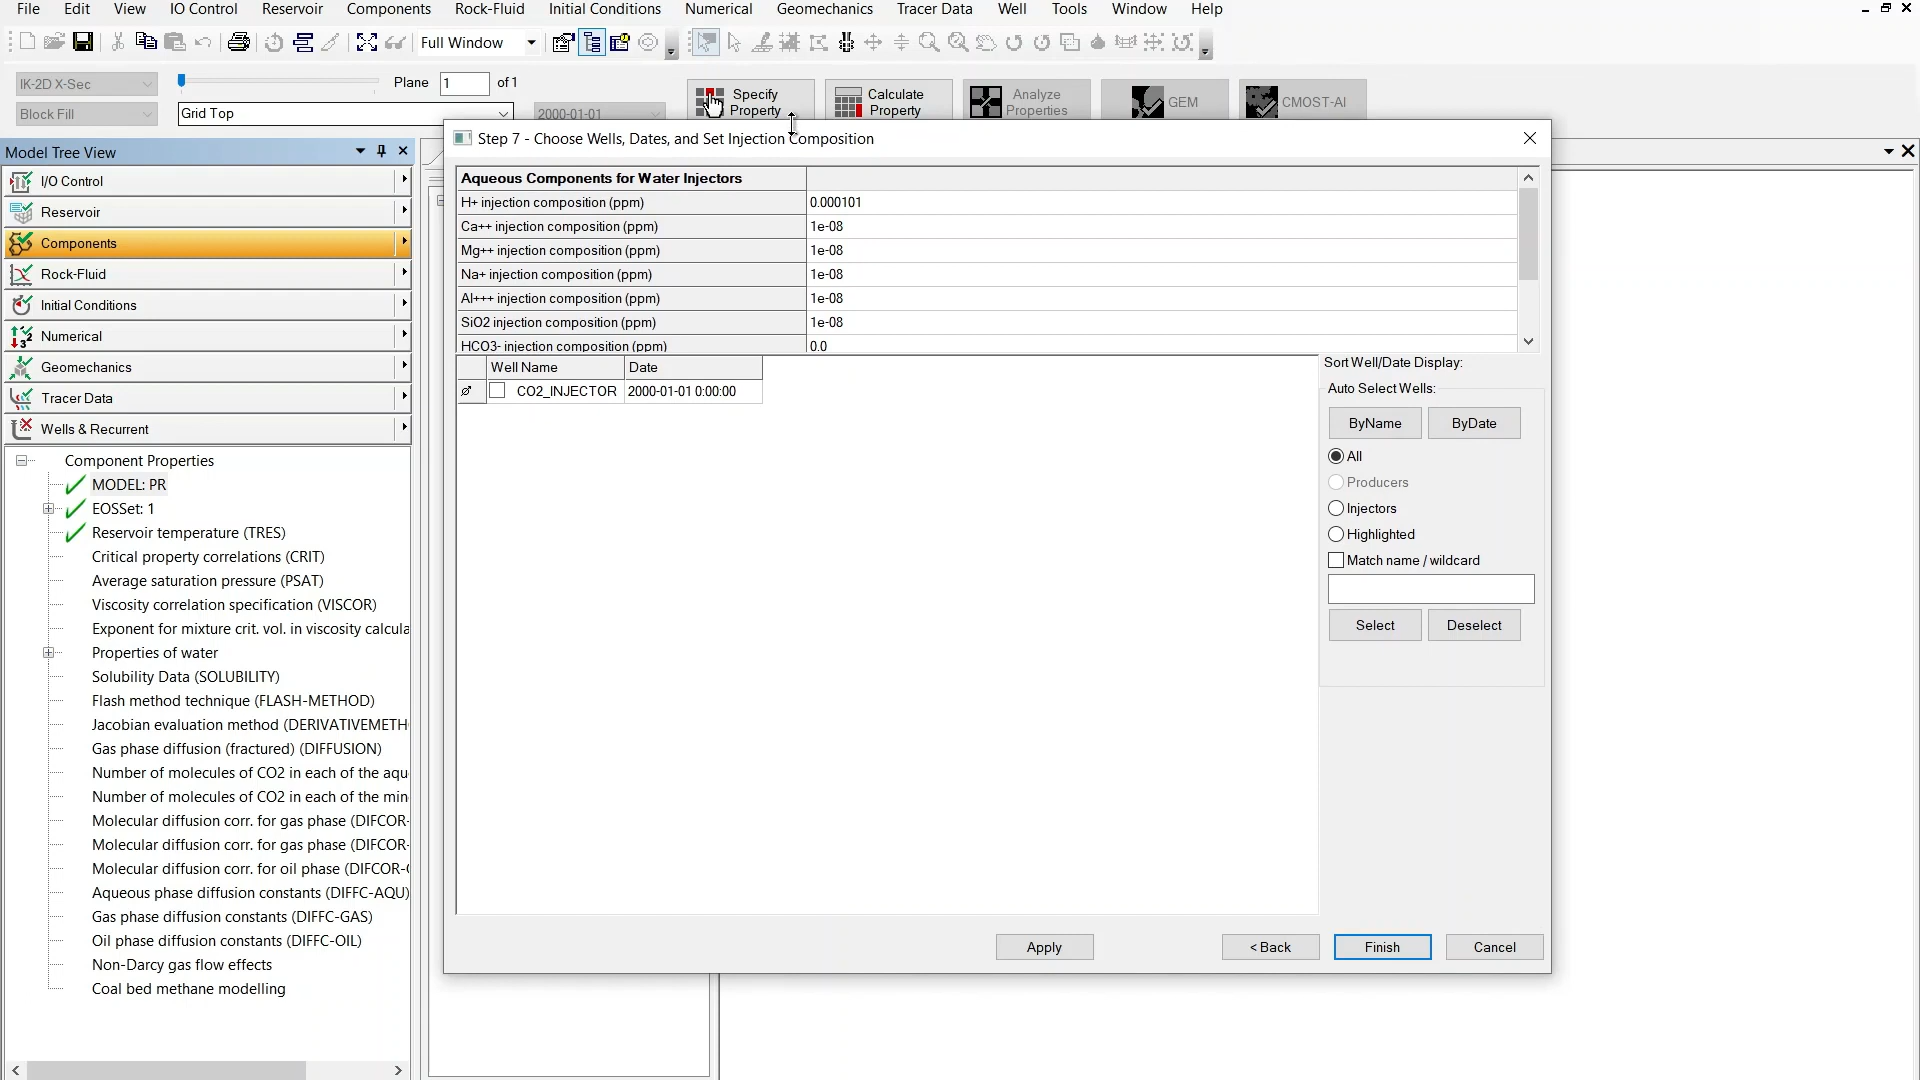 File Edit View IO Control Reservoir Components Rock-Fluid Initial Conditions Numerical Geomechanics Tracer Data Well Tools Window Help
Full Window
IK-2D X-Sec
Plane 1 of 1
Block Fill
Grid Top
2000-01-01
Specify Property
Calculate Property
Analyze Properties
GEM
CMOST-AI
Model Tree View
I/O Control
Reservoir
Components
Rock-Fluid
Initial Conditions
Numerical
Geomechanics
Tracer Data
Wells & Recurrent
Component Properties
MODEL: PR
EOSSet: 1
Reservoir temperature (TRES)
Critical property correlations (CRIT)
Average saturation pressure (PSAT)
Viscosity correlation specification (VISCOR)
Exponent for mixture crit. vol. in viscosity calcula
Properties of water
Solubility Data (SOLUBILITY)
Flash method technique (FLASH-METHOD)
Jacobian evaluation method (DERIVATIVEMETH
Gas phase diffusion (fractured) (DIFFUSION)
Number of molecules of CO2 in each of the aqu
Number of molecules of CO2 in each of the min
Molecular diffusion corr. for gas phase (DIFCOR-
Molecular diffusion corr. for gas phase (DIFCOR-
Molecular diffusion corr. for oil phase (DIFCOR-
Aqueous phase diffusion constants (DIFFC-AQU)
Gas phase diffusion constants (DIFFC-GAS)
Oil phase diffusion constants (DIFFC-OIL)
Non-Darcy gas flow effects
Coal bed methane modelling
Step 7 - Choose Wells, Dates, and Set Injection Composition
Aqueous Components for Water Injectors
H+ injection composition (ppm) 0.000101
Ca++ injection composition (ppm) 1e-08
Mg++ injection composition (ppm) 1e-08
Na+ injection composition (ppm) 1e-08
Al+++ injection composition (ppm) 1e-08
SiO2 injection composition (ppm) 1e-08
HCO3- injection composition (ppm) 0.0
Well Name Date
CO2_INJECTOR 2000-01-01 0:00:00
Sort Well/Date Display:
Auto Select Wells:
ByName ByDate
All
Producers
Injectors
Highlighted
Match name / wildcard
Select Deselect
Apply < Back Finish Cancel